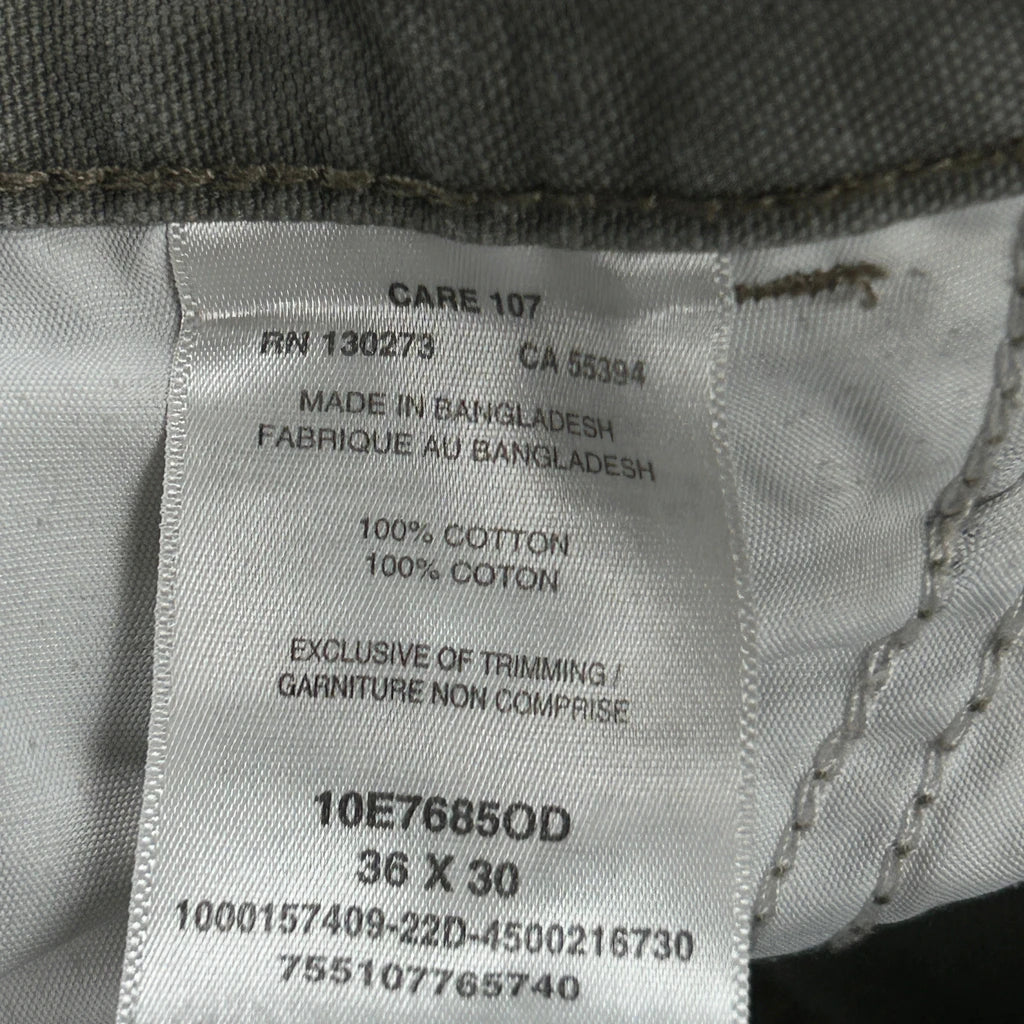 CARE 107
RN 130273 CA 55394
MADE IN BANGLADESH
FABRIQUE AU BANGLADESH
100% COTTON
100% COTON
EXCLUSIVE OF TRIMMING /
GARNITURE NON COMPRISE
10E7685OD
36 X 30
1000157409-22D-4500216730
755107765740